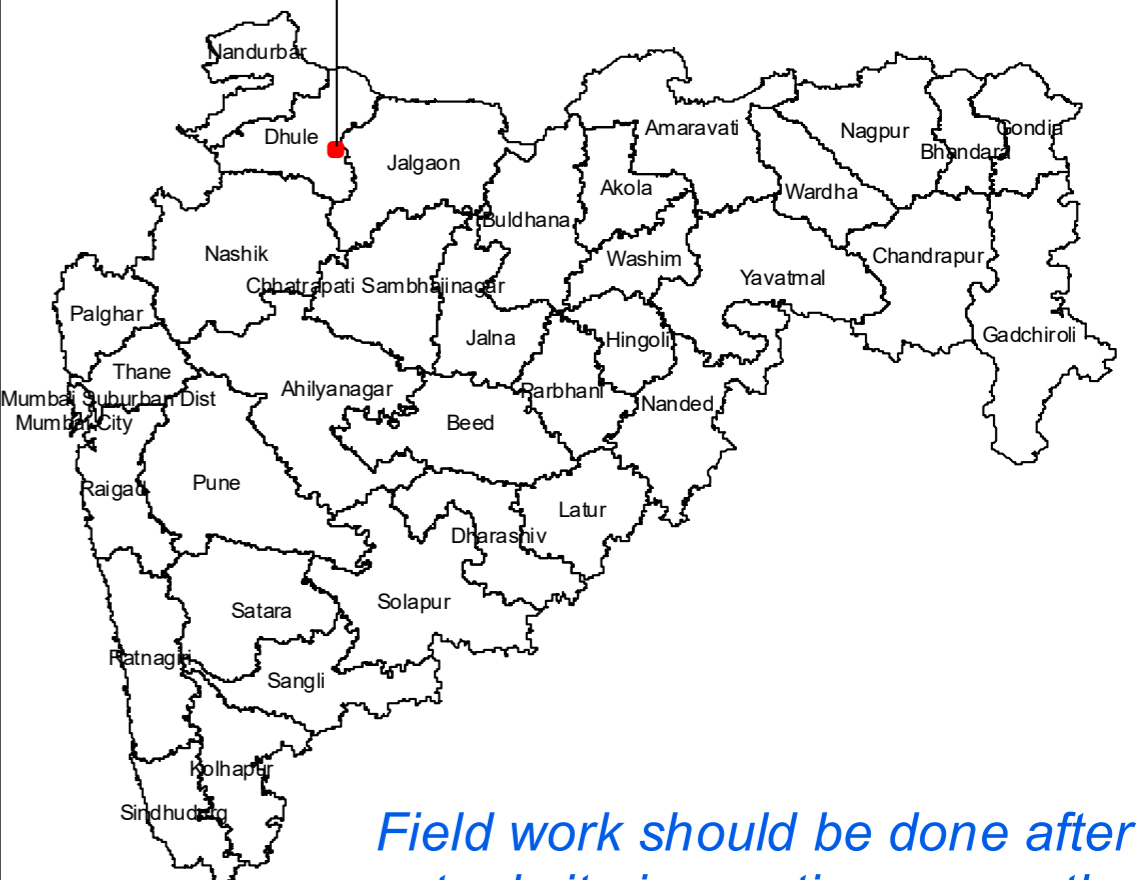 Nandurbar
Dhule
Jalgaon
Amaravati
Nagpur
Gondia
Bhandara
Akola
Wardha
Buldhana
Nashik
Washim
Chandrapur
Yavatmal
Chhatrapati Sambhajinagar
Palghar
Jalna
Hingoli
Gadchiroli
Thane
Ahilyanagar
Parbhani
Mumbai Suburban Dist
Nanded
Mumbai City
Beed
Raigad
Pune
Latur
Dharashiv
Satara
Solapur
Ratnagiri
Sangli
Kolhapur
Sindhudurg
Field work should be done after